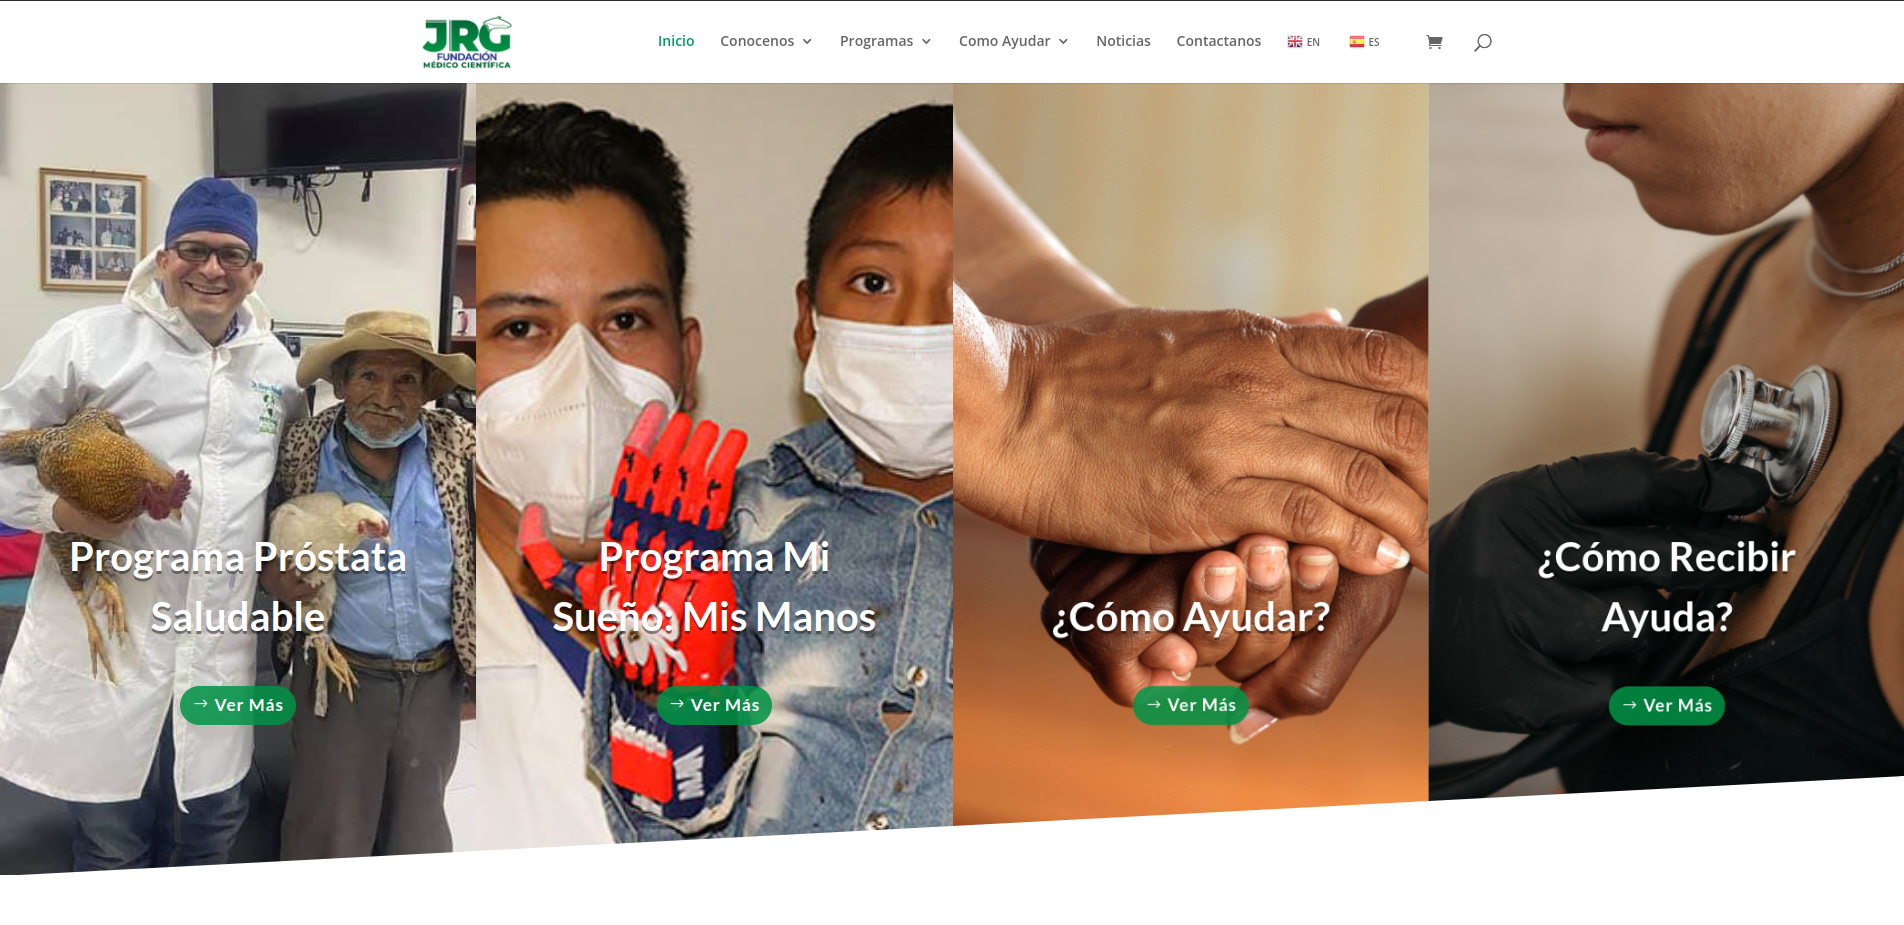 JRG
FUNDACIÓN
MÉDICO CIENTÍFICA
Inicio
Conocenos
Programas
Como Ayudar
Noticias
Contactanos
EN
ES
Programa Próstata
Saludable
→ Ver Más
Programa Mi
Sueño: Mis Manos
→ Ver Más
¿Cómo Ayudar?
→ Ver Más
¿Cómo Recibir
Ayuda?
→ Ver Más